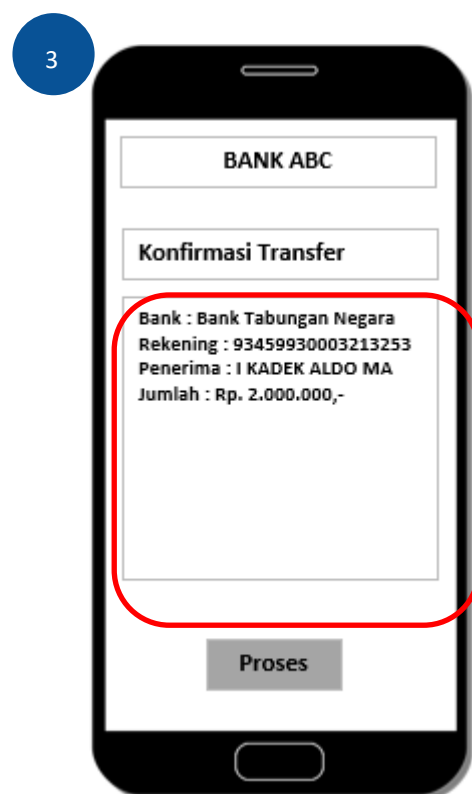 3
BANK ABC
Konfirmasi Transfer
Bank : Bank Tabungan Negara
Rekening : 93459930003213253
Penerima : I KADEK ALDO MA
Jumlah : Rp. 2.000.000,-
Proses